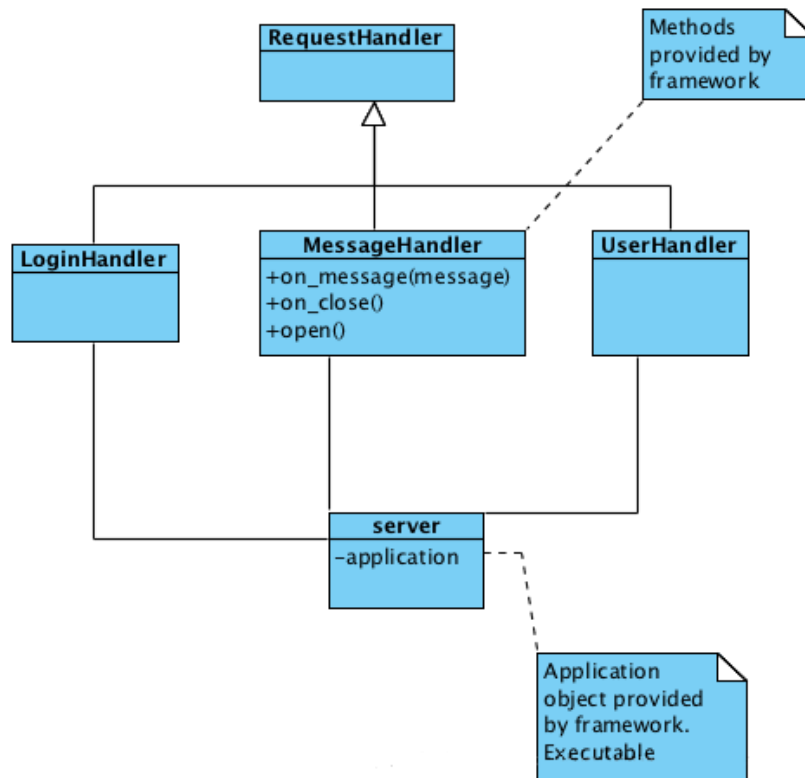 RequestHandler
Methods
provided by
framework
LoginHandler
MessageHandler
+on_message(message)
+on_close()
+open()
UserHandler
server
-application
Application
object provided
by framework.
Executable